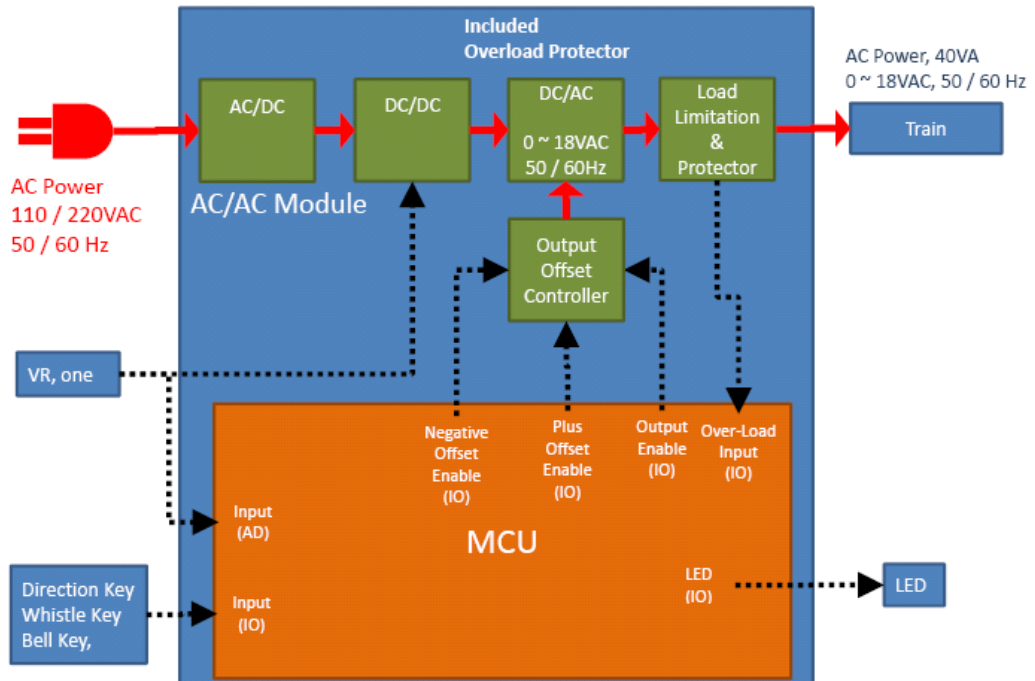 Included
Overload Protector
AC Power, 40VA
0 ~ 18VAC, 50 / 60 Hz
AC/DC
DC/DC
DC/AC
0 ~ 18VAC
50 / 60Hz
Load
Limitation
&
Protector
Train
AC Power
110 / 220VAC
50 / 60 Hz
AC/AC Module
Output
Offset
Controller
VR, one
Negative
Offset
Enable
(IO)
Plus
Offset
Enable
(IO)
Output
Enable
(IO)
Over-Load
Input
(IO)
Input
(AD)
MCU
Direction Key
Whistle Key
Bell Key,
Input
(IO)
LED
(IO)
LED